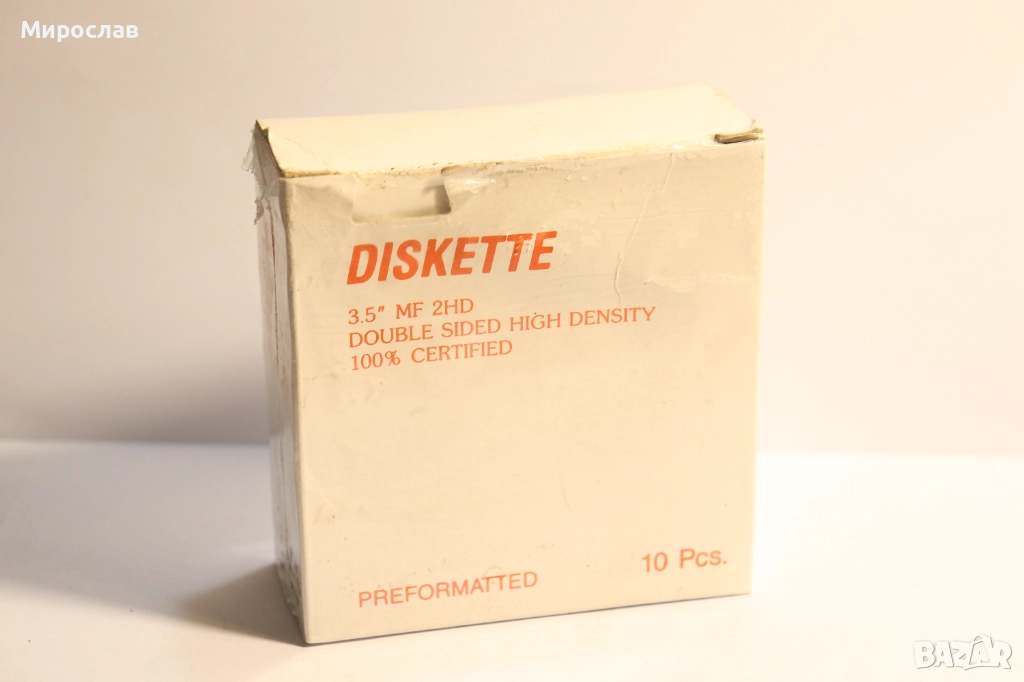 Мирослав
DISKETTE
3.5" MF 2HD
DOUBLE SIDED HIGH DENSITY
100% CERTIFIED
PREFORMATTED
10 Pcs.
BAZAR